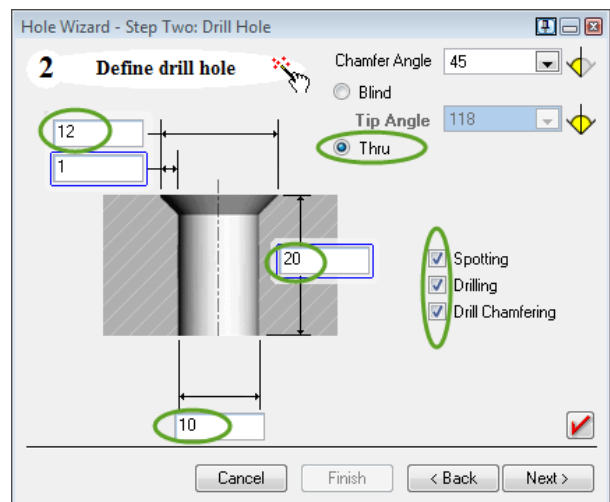 Hole Wizard - Step Two: Drill Hole
2 Define drill hole
Chamfer Angle 45
Blind
Tip Angle 118
Thru
12
1
20
Spotting
Drilling
Drill Chamfering
10
Cancel Finish < Back Next >